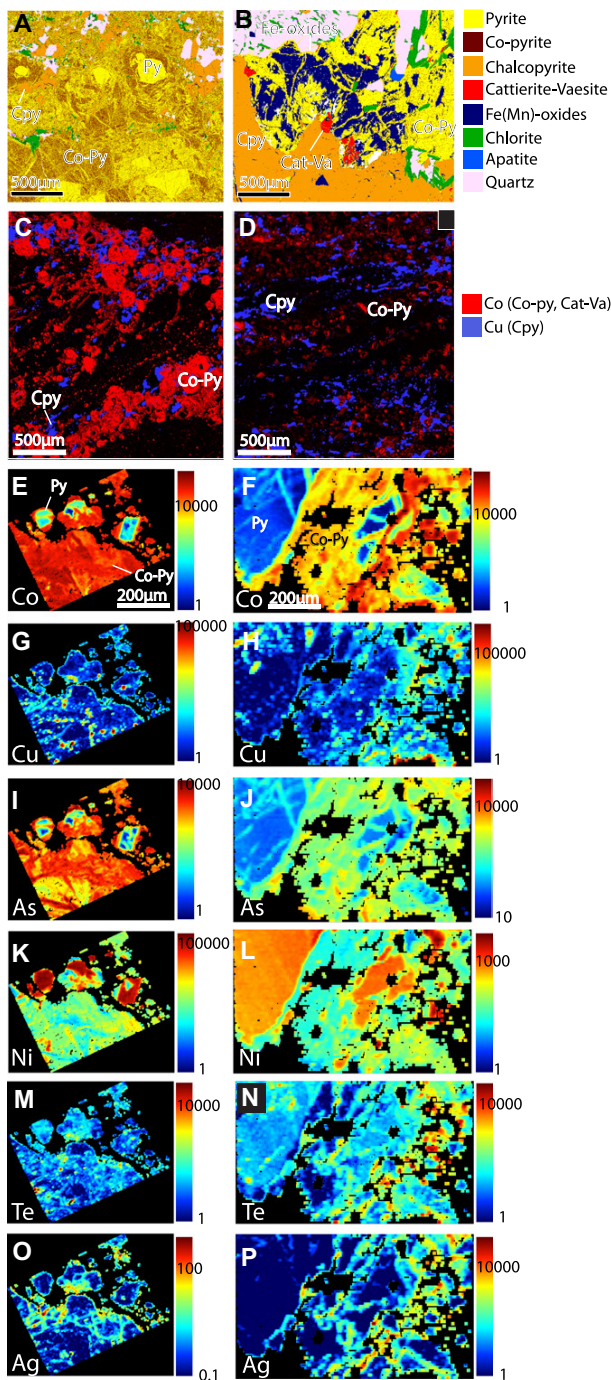 A
Py
Cpy
Co-Py
500µm
B
Fe-oxides
Cpy
Co-Py
Cat-Va
500µm
Pyrite
Co-pyrite
Chalcopyrite
Cattierite-Vaesite
Fe(Mn)-oxides
Chlorite
Apatite
Quartz
C
Co-Py
Cpy
500µm
D
Cpy
Co-Py
500µm
Co (Co-py, Cat-Va)
Cu (Cpy)
E
Py
Co-Py
Co
200µm
10000
1
F
Py
Co-Py
Co
200µm
10000
1
G
Cu
100000
1
H
Cu
100000
1
I
As
10000
1
J
As
10000
10
K
Ni
100000
1
L
Ni
1000
1
M
Te
10000
1
N
Te
10000
1
O
Ag
100
0.1
P
Ag
10000
1